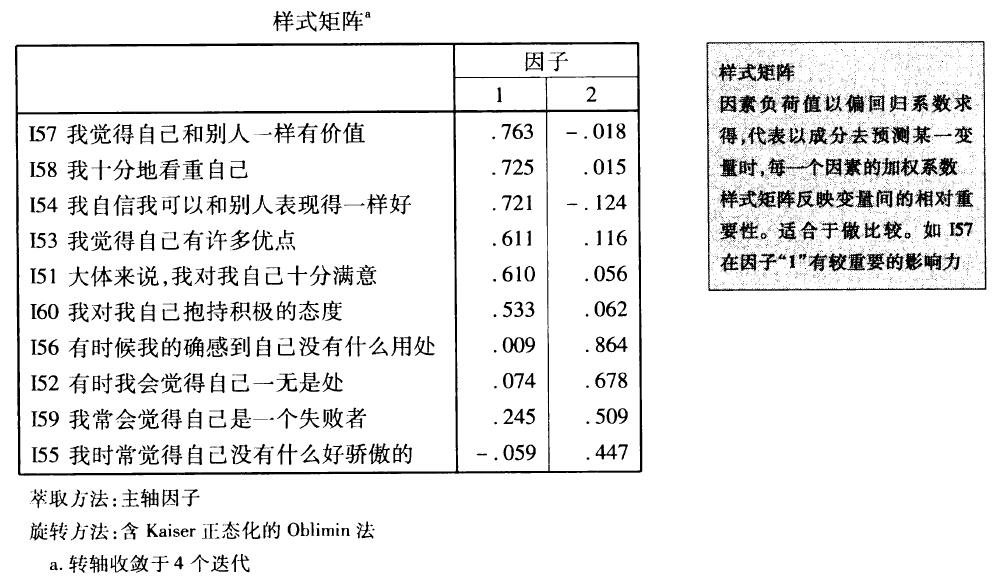 样式矩阵a
因子
1 2
I57 我觉得自己和别人一样有价值 .763 -.018
I58 我十分地看重自己 .725 .015
I54 我自信我可以和别人表现得一样好 .721 -.124
I53 我觉得自己有许多优点 .611 .116
I51 大体来说,我对我自己十分满意 .610 .056
I60 我对我自己抱持积极的态度 .533 .062
I56 有时候我的确感到自己没有什么用处 .009 .864
I52 有时我会觉得自己一无是处 .074 .678
I59 我常会觉得自己是一个失败者 .245 .509
I55 我时常觉得自己没有什么好骄傲的 -.059 .447
萃取方法:主轴因子
旋转方法:含 Kaiser 正态化的 Oblimin 法
a. 转轴收敛于 4 个迭代
样式矩阵
因素负荷值以偏回归系数求
得,代表以成分去预测某一变
量时,每一个因素的加权系数
样式矩阵反映变量间的相对重
要性。适合于做比较。如 I57
在因子“1”有较重要的影响力